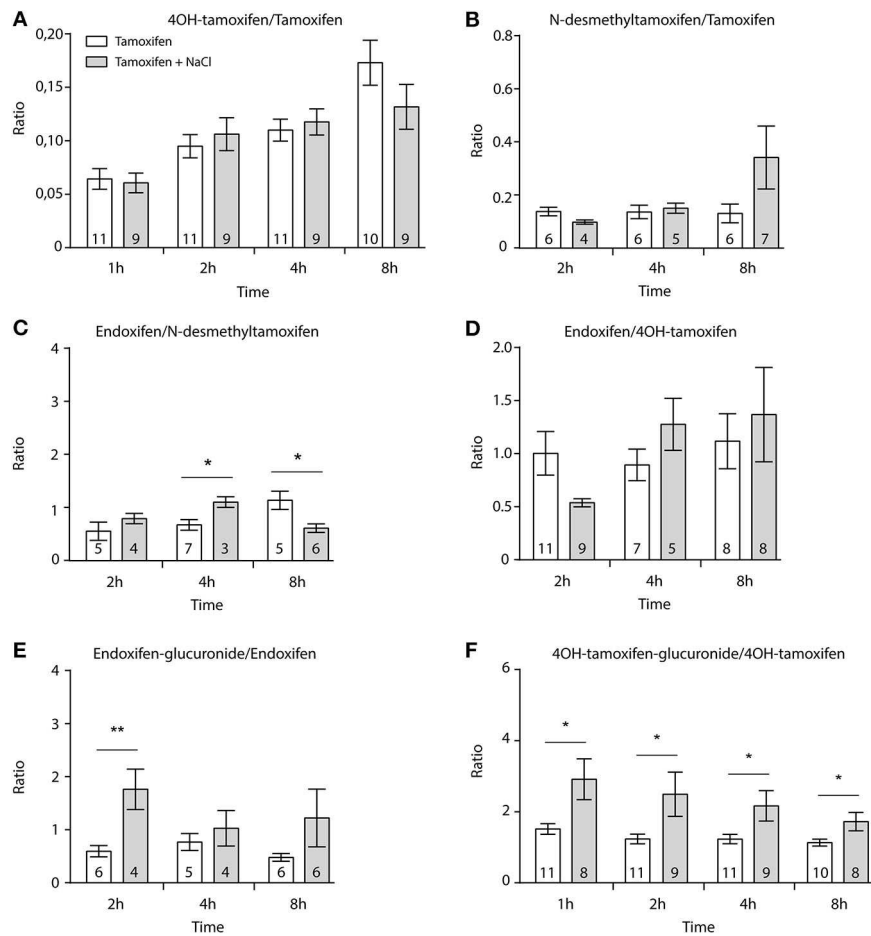 A
4OH-tamoxifen/Tamoxifen
0,20
0,15
0,10
0,05
0
Ratio
Tamoxifen
Tamoxifen + NaCl
11 9 11 9 11 9 10 9
1h 2h 4h 8h
Time
B
N-desmethyltamoxifen/Tamoxifen
0.8
0.6
0.4
0.2
0
Ratio
6 4 6 5 6 7
2h 4h 8h
Time
C
Endoxifen/N-desmethyltamoxifen
4
3
2
1
0
Ratio
* *
5 4 7 3 5 6
2h 4h 8h
Time
D
Endoxifen/4OH-tamoxifen
2.0
1.5
1.0
0.5
0
Ratio
11 9 7 5 8 8
2h 4h 8h
Time
E
Endoxifen-glucuronide/Endoxifen
4
3
2
1
0
Ratio
**
6 4 5 4 6 6
2h 4h 8h
Time
F
4OH-tamoxifen-glucuronide/4OH-tamoxifen
6
4
2
0
Ratio
* * * *
11 8 11 9 11 9 10 8
1h 2h 4h 8h
Time